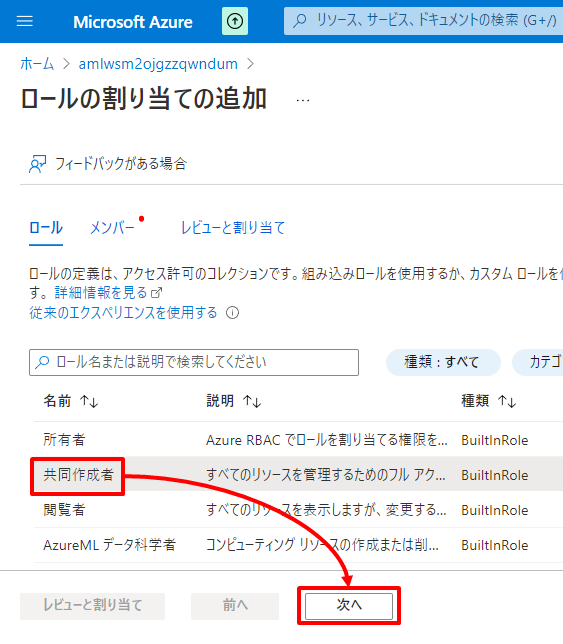 Microsoft Azure
リソース、サービス、ドキュメントの検索 (G+/)
ホーム > amlwsm2ojgzzqwndum >
ロールの割り当ての追加 …
フィードバックがある場合
ロール メンバー レビューと割り当て
ロールの定義は、アクセス許可のコレクションです。組み込みロールを使用するか、カスタム ロールを
す。 詳細情報を見る
従来のエクスペリエンスを使用する
ロール名または説明で検索してください 種類 : すべて カテゴ
名前 ↑↓ 説明 ↑↓ 種類 ↑↓
所有者 Azure RBAC でロールを割り当てる権限を... BuiltInRole
共同作成者 すべてのリソースを管理するためのフル アク... BuiltInRole
閲覧者 すべてのリソースを表示しますが、変更する... BuiltInRole
AzureML データ科学者 コンピューティング リソースの作成または削... BuiltInRole
レビューと割り当て 前へ 次へ